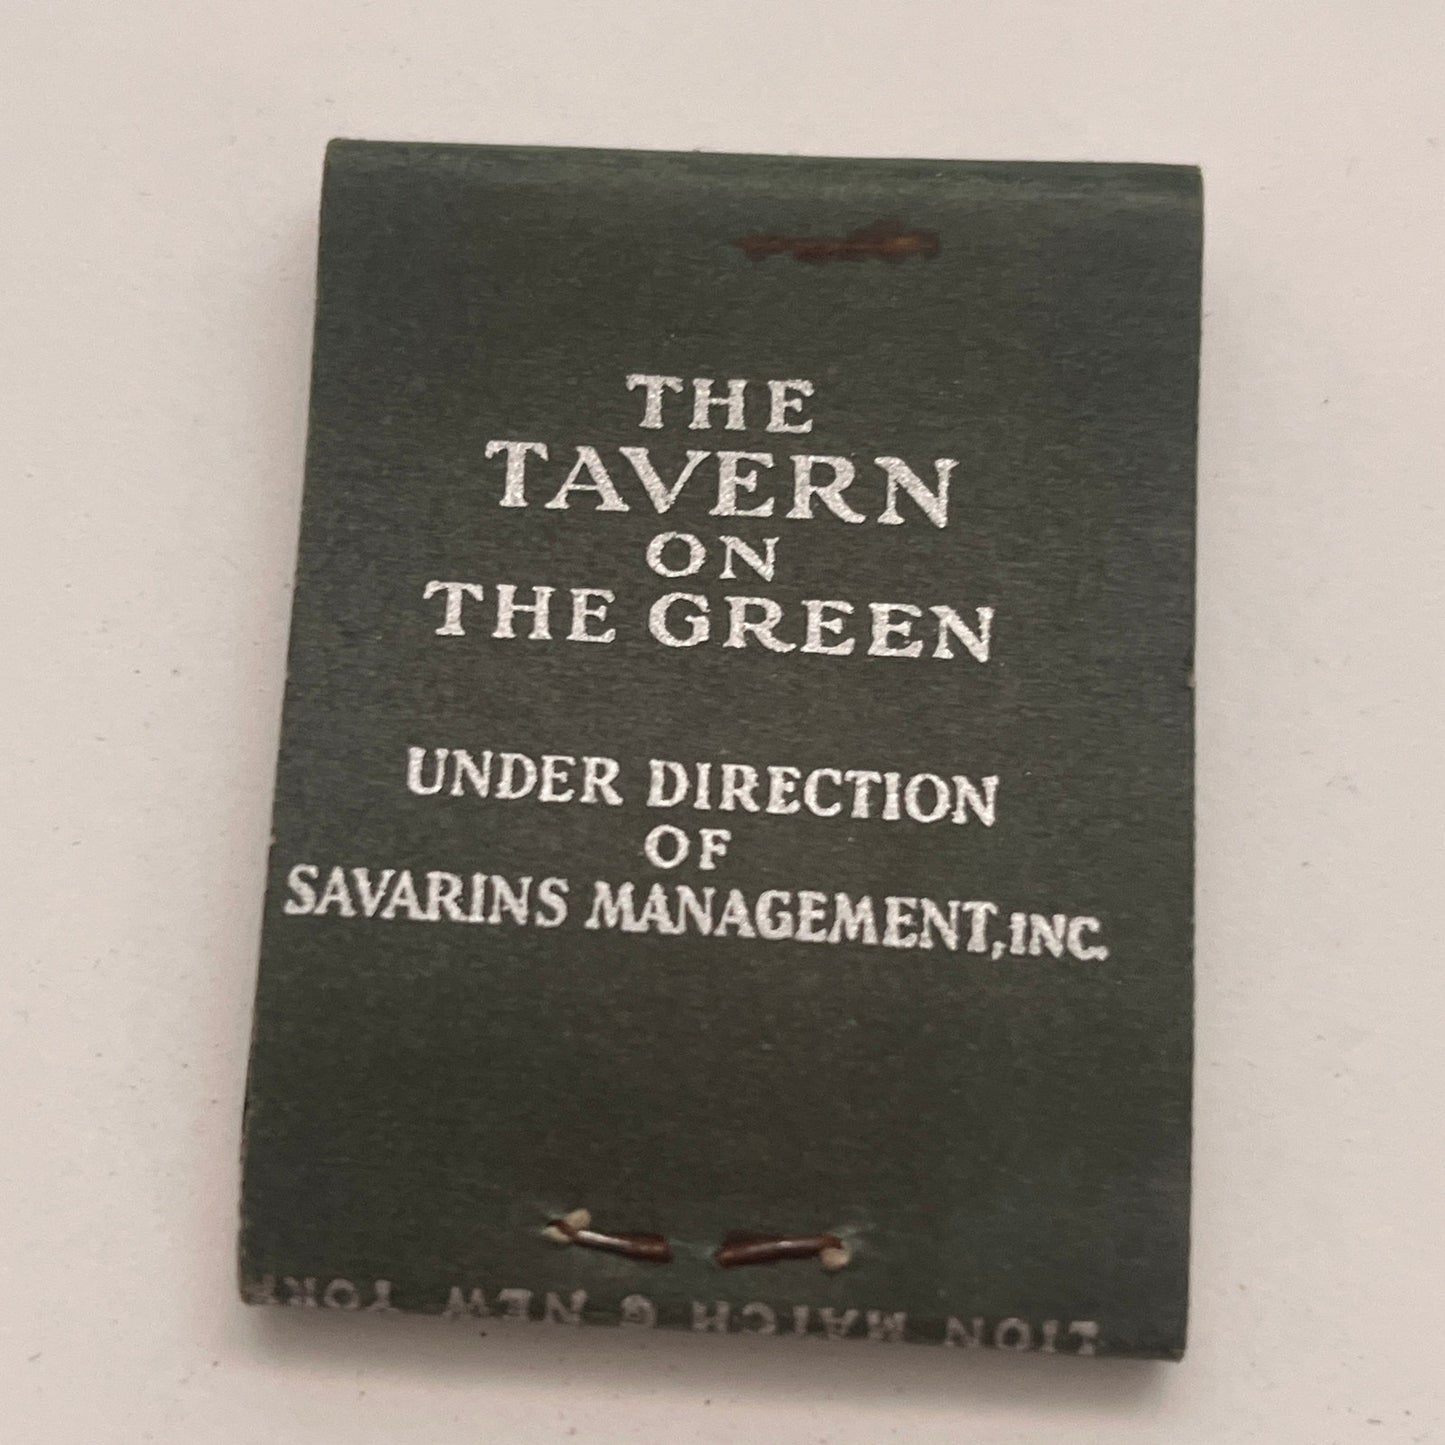 THE
TAVERN
ON
THE GREEN
UNDER DIRECTION
OF
SAVARINS MANAGEMENT, INC.
LION MATCH G NEW YORK